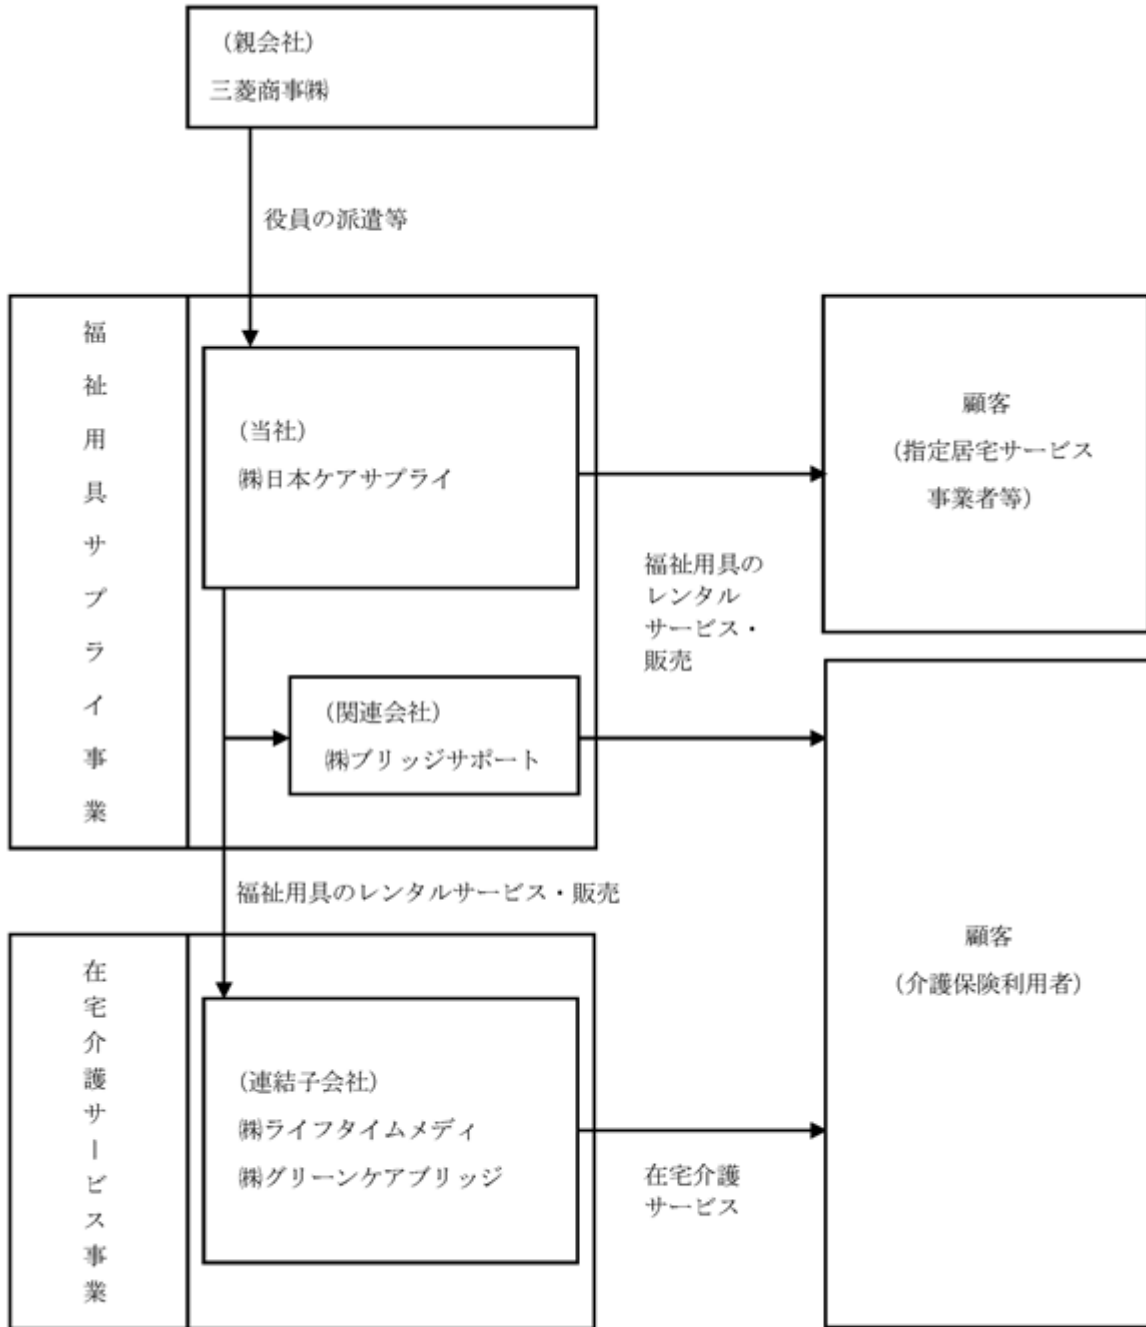 （親会社）
三菱商事㈱
役員の派遣等
福祉用具サプライ事業
（当社）
㈱日本ケアサプライ
顧客
（指定居宅サービス
事業者等）
福祉用具の
レンタル
サービス・
販売
（関連会社）
㈱ブリッジサポート
福祉用具のレンタルサービス・販売
顧客
（介護保険利用者）
在宅介護サービス事業
（連結子会社）
㈱ライフタイムメディ
㈱グリーンケアブリッジ
在宅介護
サービス